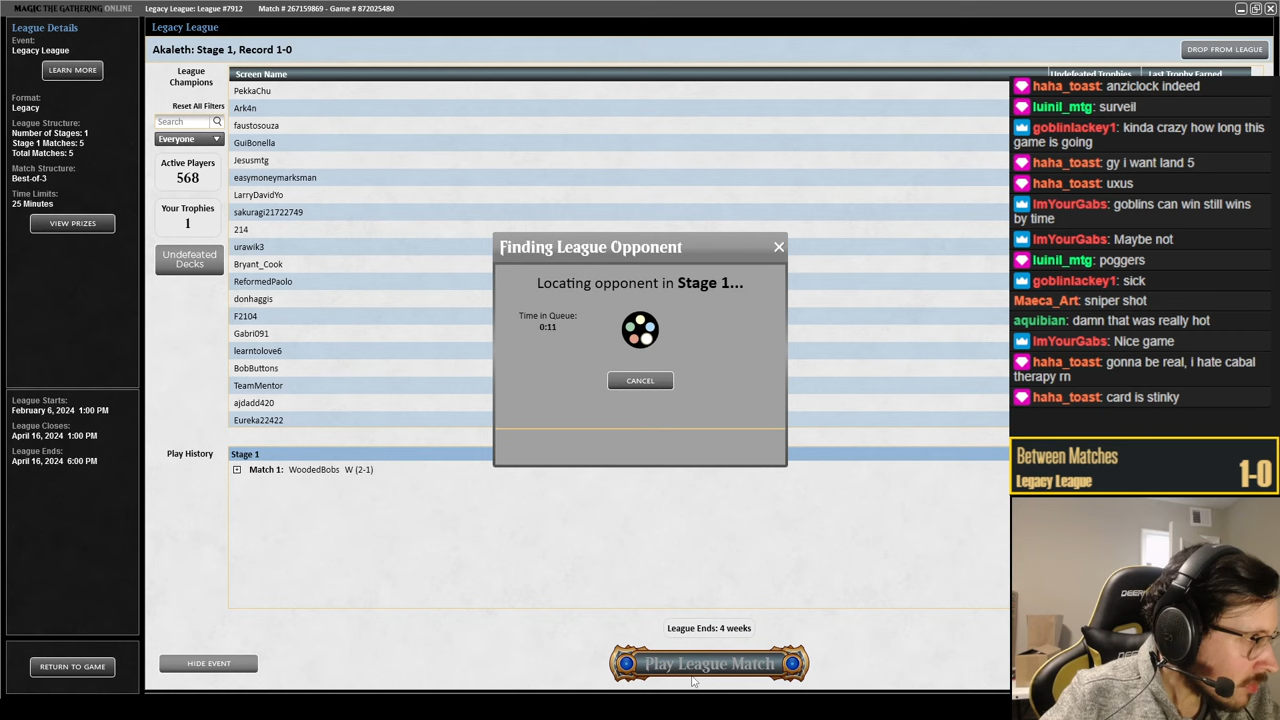 MAGIC THE GATHERING ONLINE
Legacy League: League #7912 Match # 267159869 - Game # 872025480
League Details
Event:
Legacy League
LEARN MORE
Format:
Legacy
League Structure:
Number of Stages: 1
Stage 1 Matches: 5
Total Matches: 5
Match Structure:
Best-of-3
Time Limits:
25 Minutes
VIEW PRIZES
League Starts:
February 6, 2024 1:00 PM
League Closes:
April 16, 2024 1:00 PM
League Ends:
April 16, 2024 6:00 PM
RETURN TO GAME
Legacy League
Akaleth: Stage 1, Record 1-0
DROP FROM LEAGUE
League
Champions
Reset All Filters
Search
Everyone
Active Players
568
Your Trophies
1
Undefeated
Decks
Screen Name
Undefeated Trophies
Last Trophy Earned
PekkaChu
Ark4n
faustosouza
GuiBonella
Jesusmtg
easymoneymarksman
LarryDavidYo
sakuragi21722749
214
urawik3
Bryant_Cook
ReformedPaolo
donhaggis
F2104
Gabri091
learntolove6
BobButtons
TeamMentor
ajdadd420
Eureka22422
Finding League Opponent
Locating opponent in Stage 1...
Time in Queue:
0:11
CANCEL
Play History
Stage 1
Match 1: WoodedBobs W (2-1)
League Ends: 4 weeks
HIDE EVENT
Play League Match
haha_toast: anziclock indeed
luinil_mtg: surveil
goblinlackey1: kinda crazy how long this
game is going
haha_toast: gy i want land 5
haha_toast: uxus
ImYourGabs: goblins can win still wins
by time
ImYourGabs: Maybe not
luinil_mtg: poggers
goblinlackey1: sick
Maeca_Art: sniper shot
aquibian: damn that was really hot
ImYourGabs: Nice game
haha_toast: gonna be real, i hate cabal
therapy rn
haha_toast: card is stinky
Between Matches
Legacy League
1-0